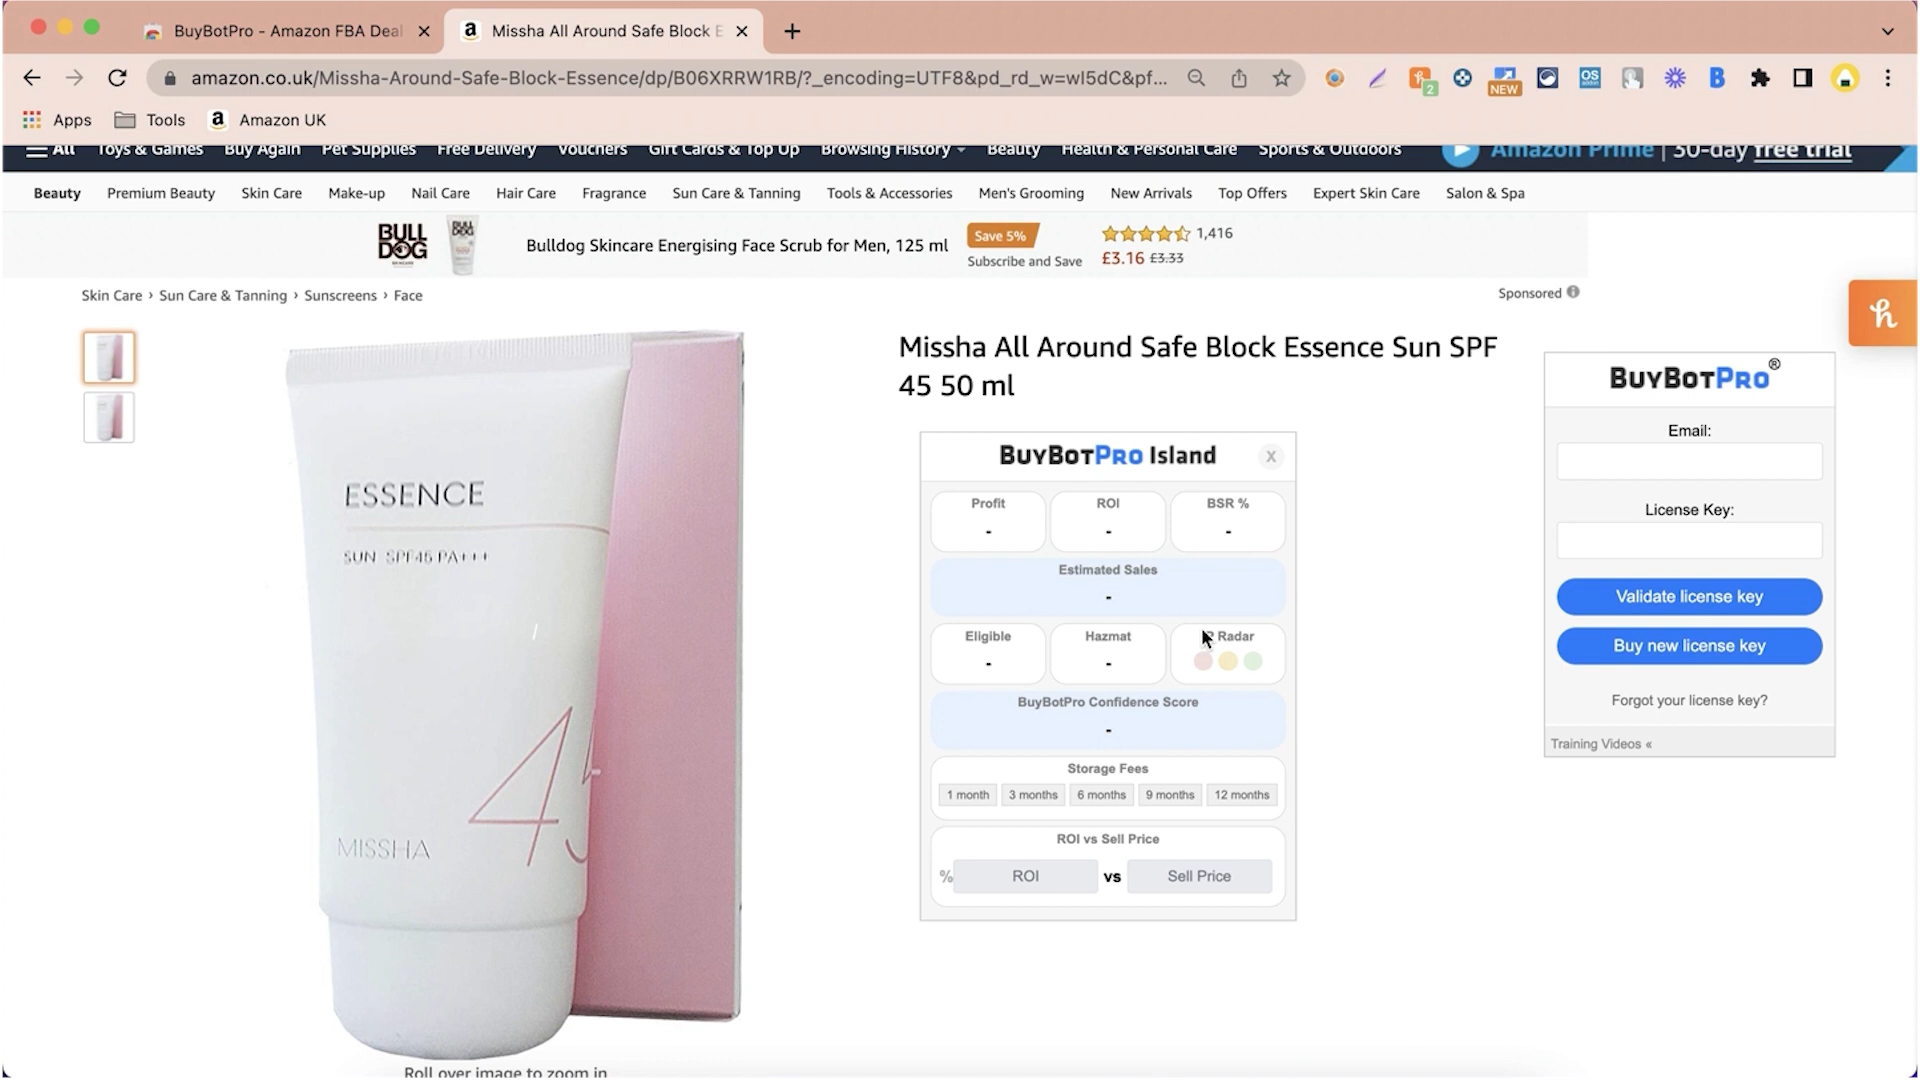 BuyBotPro - Amazon FBA Deal
Missha All Around Safe Block E
amazon.co.uk/Missha-Around-Safe-Block-Essence/dp/B06XRRW1RB/?_encoding=UTF8&pd_rd_w=wI5dC&pf...
2
NEW
OS
B
Apps
Tools
Amazon UK
All
Toys & Games
Buy Again
Pet Supplies
Free Delivery
Vouchers
Gift Cards & Top Up
Browsing History
Beauty
Health & Personal Care
Sports & Outdoors
Amazon Prime | 30-day free trial
Beauty
Premium Beauty
Skin Care
Make-up
Nail Care
Hair Care
Fragrance
Sun Care & Tanning
Tools & Accessories
Men's Grooming
New Arrivals
Top Offers
Expert Skin Care
Salon & Spa
BULL DOG
Bulldog Skincare Energising Face Scrub for Men, 125 ml
Save 5%
Subscribe and Save
1,416
£3.16 £3.33
Skin Care › Sun Care & Tanning › Sunscreens › Face
Sponsored
Missha All Around Safe Block Essence Sun SPF
45 50 ml
ESSENCE
SUN SPF45 PA+++
45
MISSHA
BuyBotPro Island
X
Profit
-
ROI
-
BSR %
-
Estimated Sales
-
Eligible
-
Hazmat
-
Radar
BuyBotPro Confidence Score
-
Storage Fees
1 month
3 months
6 months
9 months
12 months
ROI vs Sell Price
%
ROI
vs
Sell Price
BuyBotPro®
Email:
License Key:
Validate license key
Buy new license key
Forgot your license key?
Training Videos «
Roll over image to zoom in